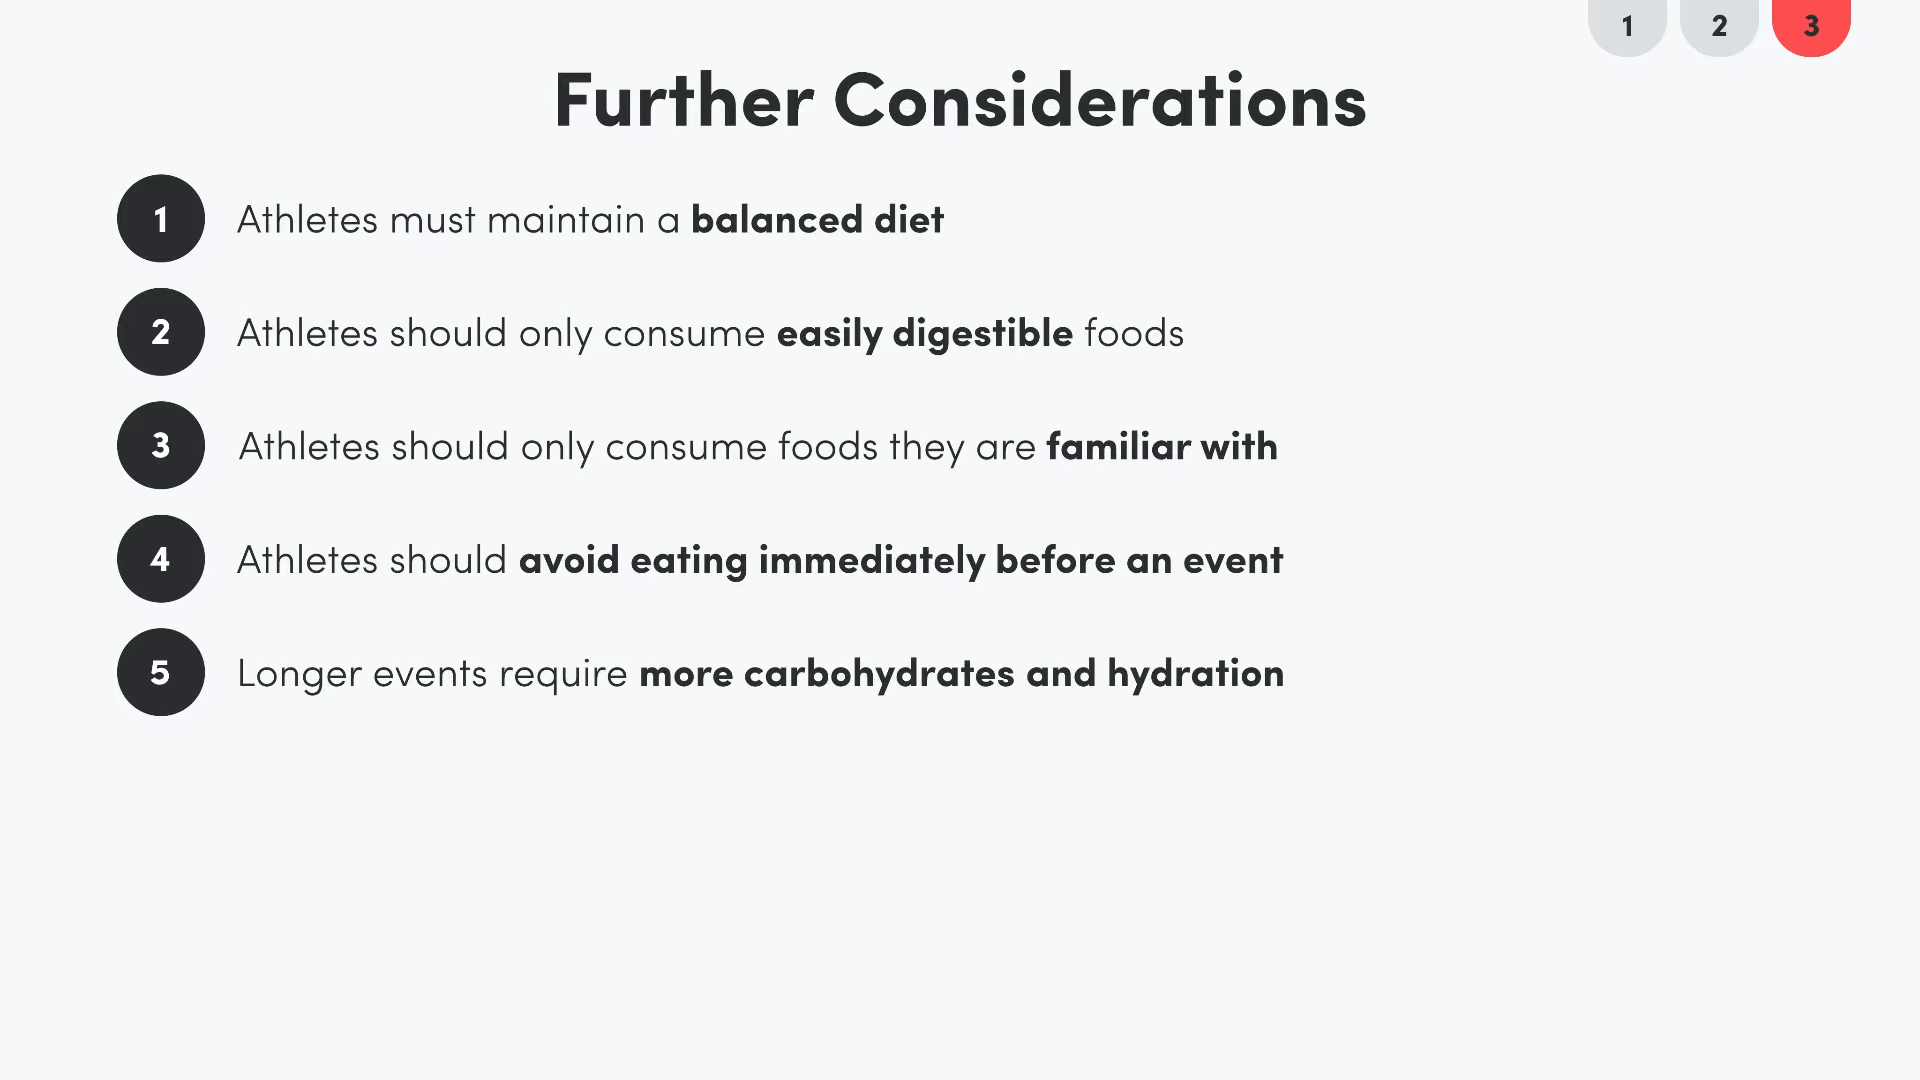 1 2 3
Further Considerations
1 Athletes must maintain a balanced diet
2 Athletes should only consume easily digestible foods
3 Athletes should only consume foods they are familiar with
4 Athletes should avoid eating immediately before an event
5 Longer events require more carbohydrates and hydration